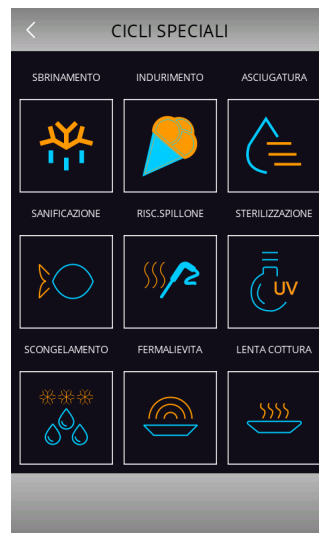 CICLI SPECIALI
SBRINAMENTO INDURIMENTO ASCIUGATURA
SANIFICAZIONE RISC.SPILLONE STERILIZZAZIONE
UV
SCONGELAMENTO FERMALIEVITA LENTA COTTURA